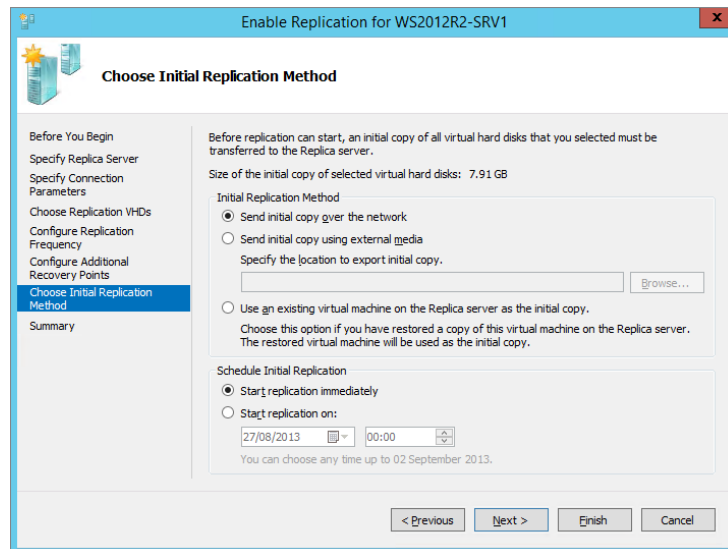 Enable Replication for WS2012R2-SRV1
x
Choose Initial Replication Method
Before You Begin
Specify Replica Server
Specify Connection
Parameters
Choose Replication VHDs
Configure Replication
Frequency
Configure Additional
Recovery Points
Choose Initial Replication
Method
Summary
Before replication can start, an initial copy of all virtual hard disks that you selected must be
transferred to the Replica server.
Size of the initial copy of selected virtual hard disks: 7.91 GB
Initial Replication Method
Send initial copy over the network
Send initial copy using external media
Specify the location to export initial copy.
Browse...
Use an existing virtual machine on the Replica server as the initial copy.
Choose this option if you have restored a copy of this virtual machine on the Replica server.
The restored virtual machine will be used as the initial copy.
Schedule Initial Replication
Start replication immediately
Start replication on:
27/08/2013 00:00
You can choose any time up to 02 September 2013.
< Previous Next > Finish Cancel